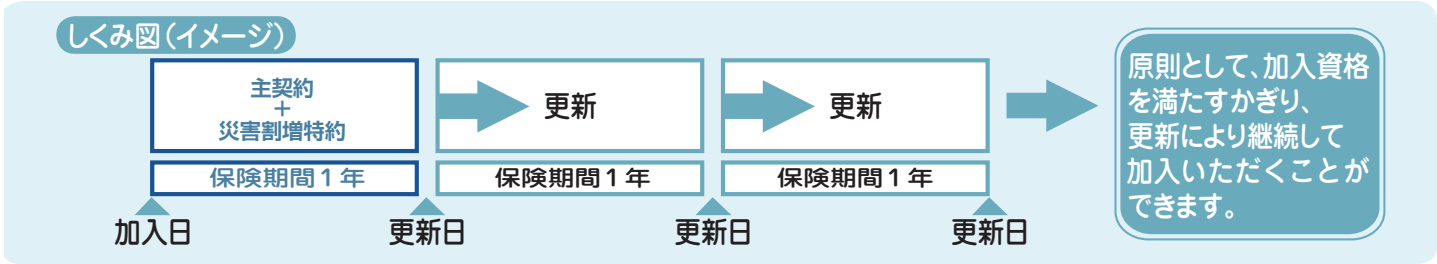 しくみ図(イメージ)
主契約
+
災害割増特約
更新
更新
保険期間1年
保険期間1年
保険期間1年
加入日
更新日
更新日
更新日
原則として、加入資格
を満たすかぎり、
更新により継続して
加入いただくことが
できます。